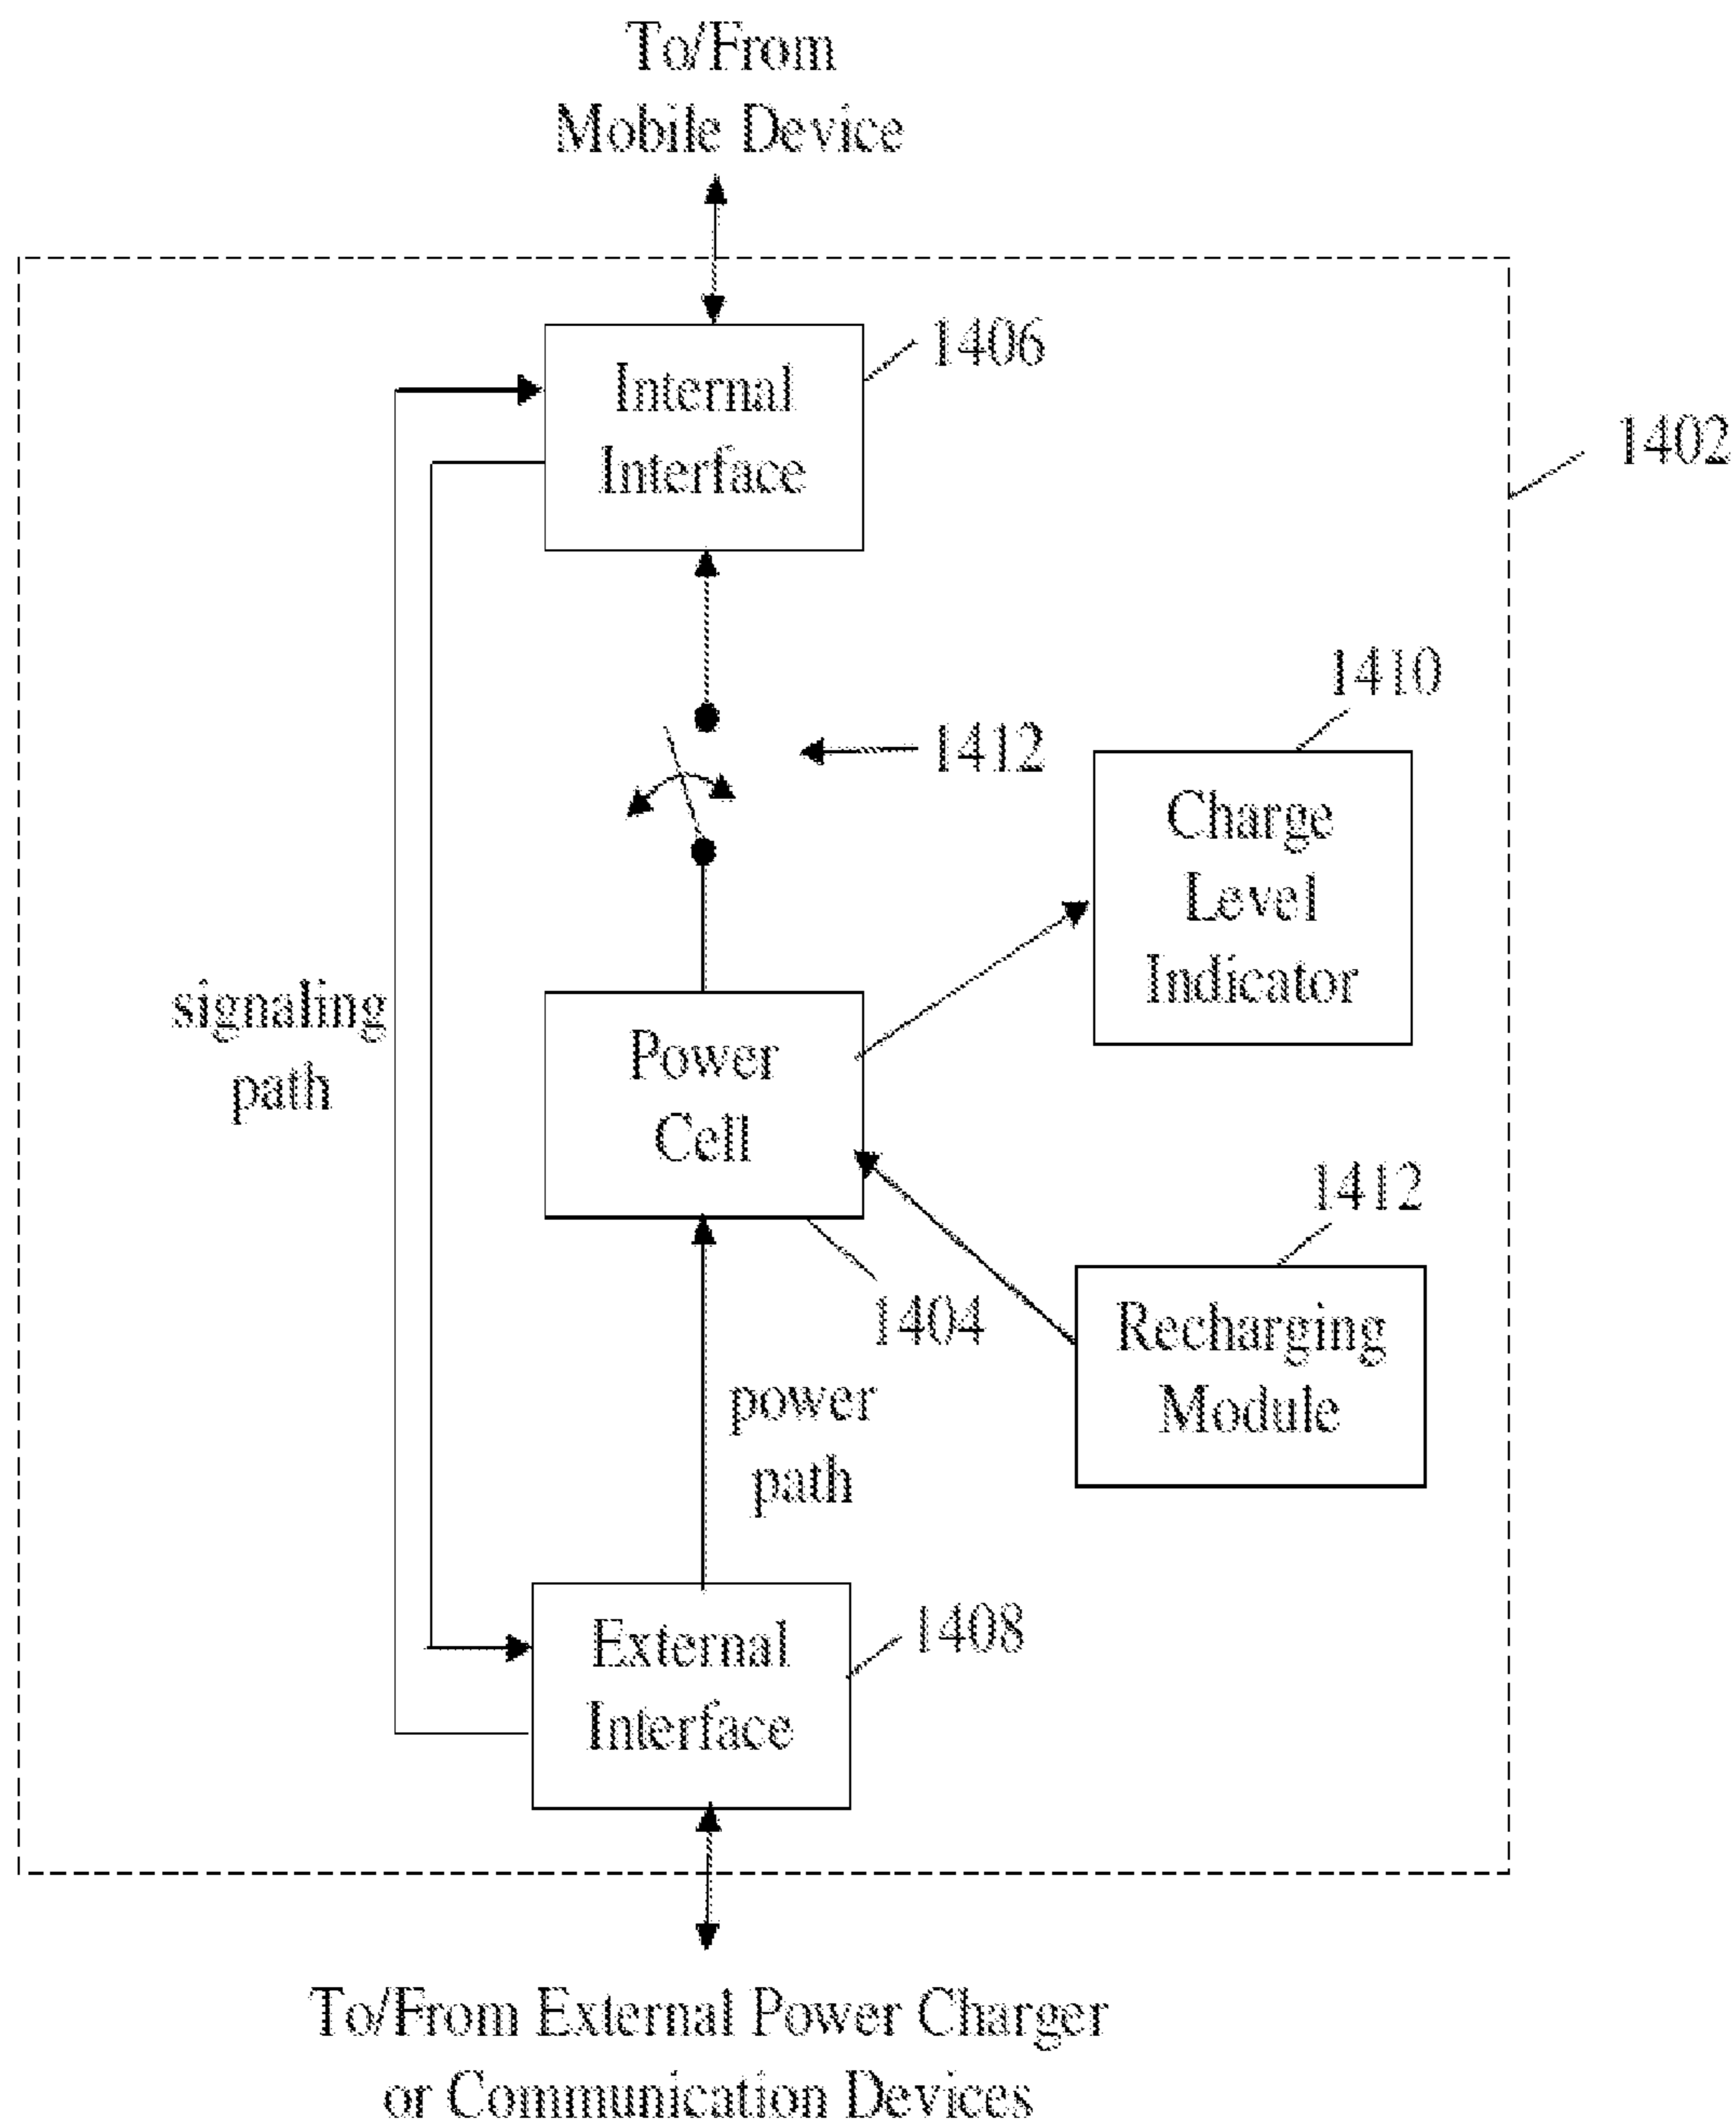 To/From
Mobile Device
1406
Internal
Interface
1402
1410
1412
Charge
Level
Indicator
signaling
path
Power
Cell
1412
1404
Recharging
Module
power
path
External
Interface
1408
To/From External Power Charger
or Communication Devices